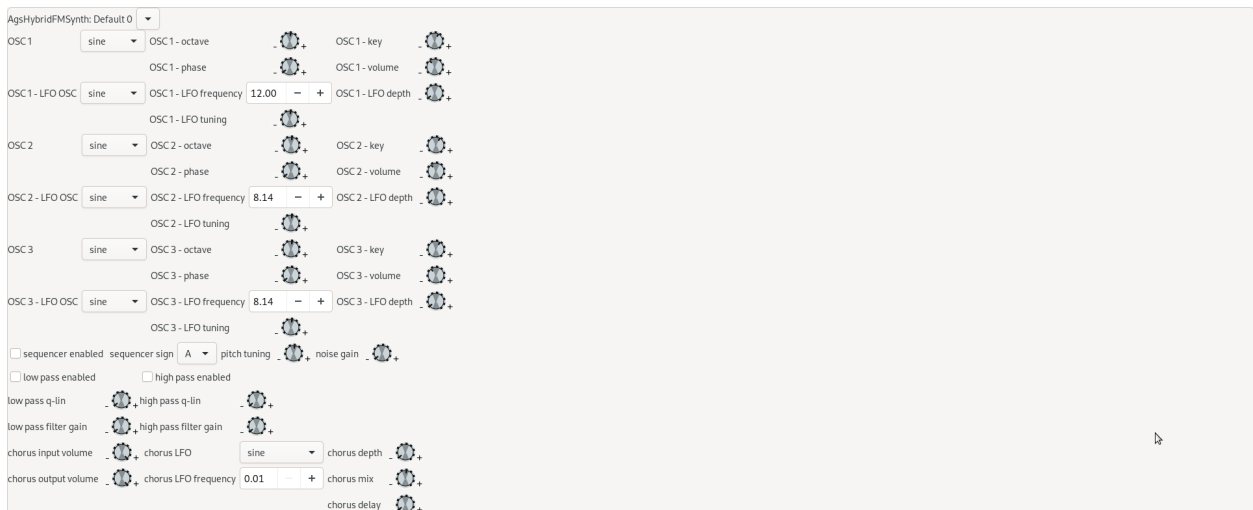 AgsHybridFMSynth: Default 0
OSC 1 sine OSC 1 - octave - + OSC 1 - key - +
OSC 1 - phase - + OSC 1 - volume - +
OSC 1 - LFO OSC sine OSC 1 - LFO frequency 12.00 − + OSC 1 - LFO depth - +
OSC 1 - LFO tuning - +
OSC 2 sine OSC 2 - octave - + OSC 2 - key - +
OSC 2 - phase - + OSC 2 - volume - +
OSC 2 - LFO OSC sine OSC 2 - LFO frequency 8.14 − + OSC 2 - LFO depth - +
OSC 2 - LFO tuning - +
OSC 3 sine OSC 3 - octave - + OSC 3 - key - +
OSC 3 - phase - + OSC 3 - volume - +
OSC 3 - LFO OSC sine OSC 3 - LFO frequency 8.14 − + OSC 3 - LFO depth - +
OSC 3 - LFO tuning - +
sequencer enabled sequencer sign A pitch tuning - + noise gain - +
low pass enabled high pass enabled
low pass q-lin - + high pass q-lin - +
low pass filter gain - + high pass filter gain - +
chorus input volume - + chorus LFO sine chorus depth - +
chorus output volume - + chorus LFO frequency 0.01 − + chorus mix - +
chorus delay - +